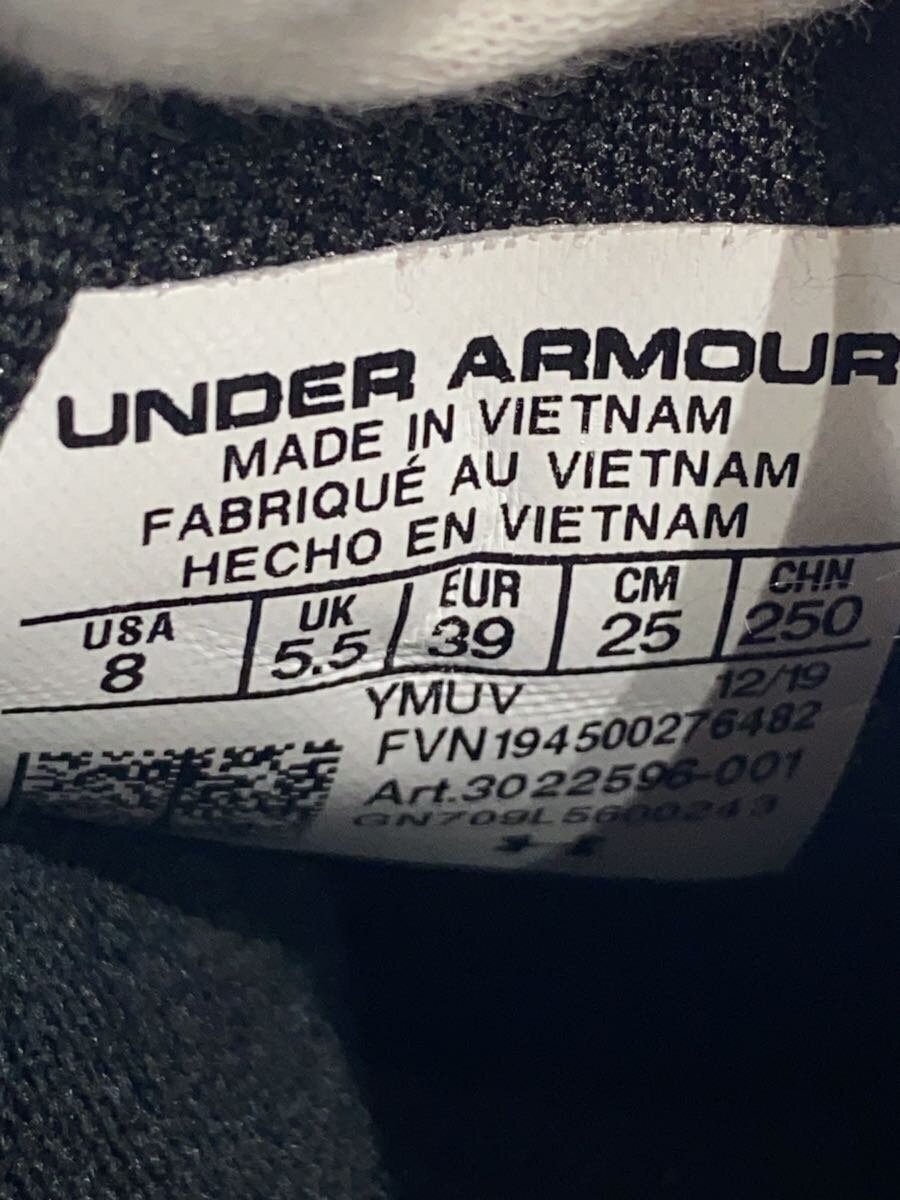 UNDER ARMOUR
MADE IN VIETNAM
FABRIQUÉ AU VIETNAM
HECHO EN VIETNAM
USA UK EUR CM CHN
8 5.5 39 25 250
YMUV 12/19
FVN194500276482
Art.3022596-001
GN709L5600243